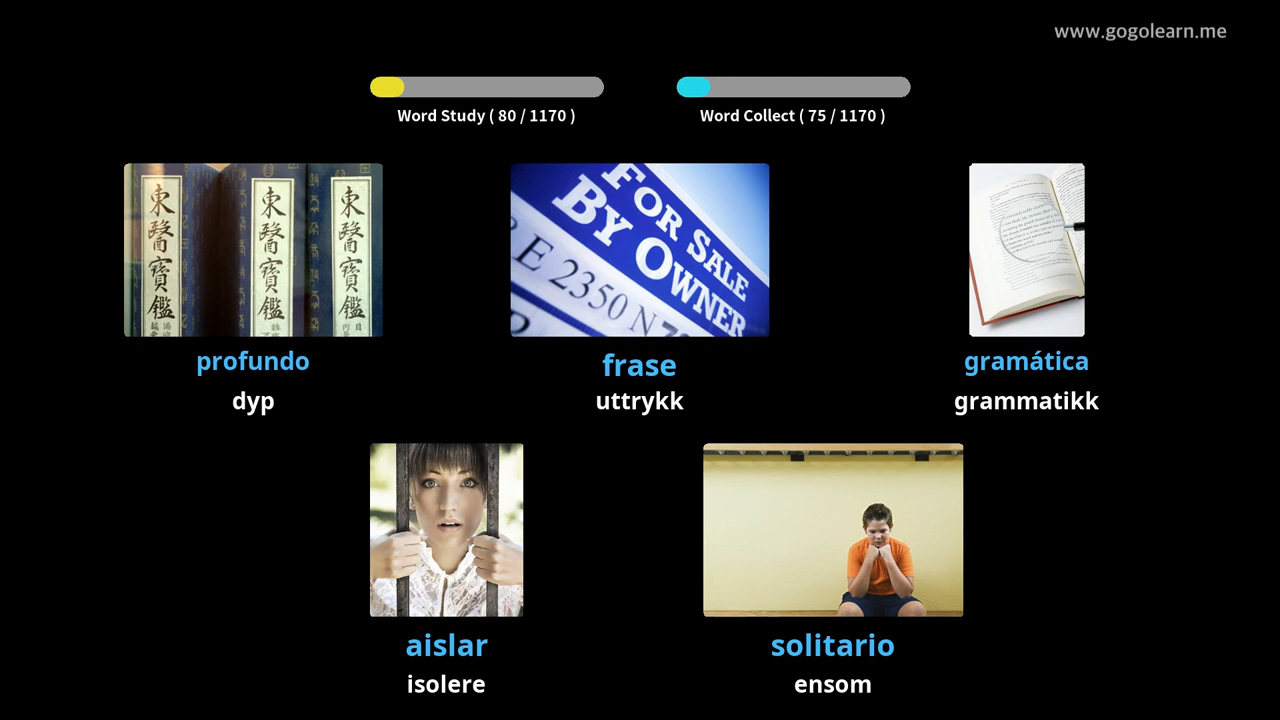 www.gogolearn.me
Word Study ( 80 / 1170 )
Word Collect ( 75 / 1170 )
東醫寶鑑
東醫寶鑑
東醫寶鑑
FOR SALE
BY OWNER
E 2350 N
profundo
frase
gramática
dyp
uttrykk
grammatikk
aislar
solitario
isolere
ensom